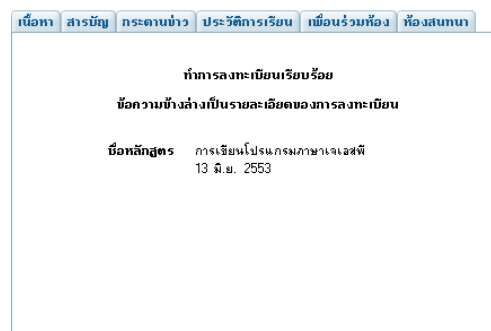 เนื้อหา สารบัญ กระดานข่าว ประวัติการเรียน เพื่อนร่วมห้อง ห้องสนทนา
ทำการลงทะเบียนเรียบร้อย
ข้อความข้างล่างเป็นรายละเอียดของการลงทะเบียน
ชื่อหลักสูตร การเขียนโปรแกรมภาษาเจเอสพี
13 มิ.ย. 2553